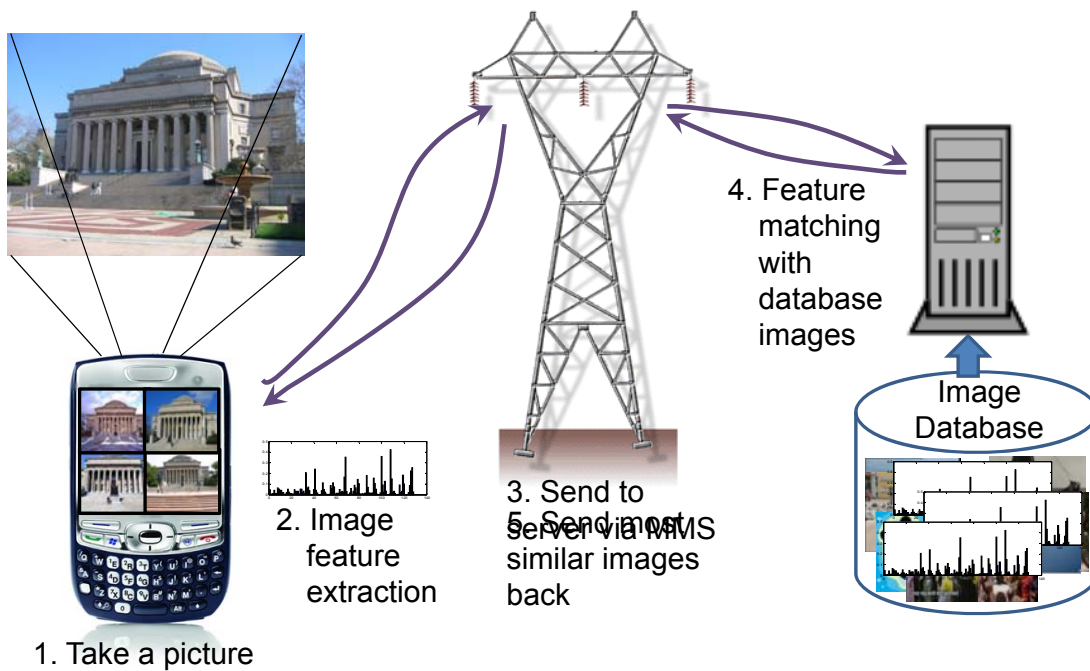 1. Take a picture
2. Image
feature
extraction
3. Send to
server via MMS
4. Feature
matching
with
database
images
5. Send most
similar images
back
Image
Database